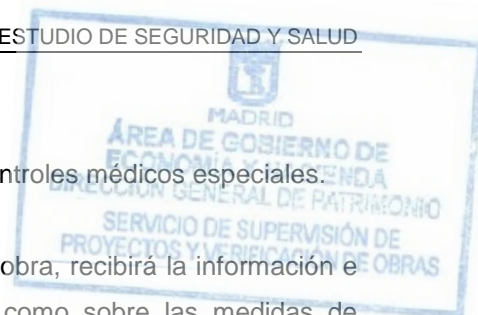 ESTUDIO DE SEGURIDAD Y SALUD
MADRID
ÁREA DE GOBIERNO DE
ECONOMÍA Y HACIENDA
ntroles médicos especiales.
DIRECCIÓN GENERAL DE PATRIMONIO
SERVICIO DE SUPERVISIÓN DE
PROYECTOS Y VERIFICACIÓN DE OBRAS
obra, recibirá la información e
como sobre las medidas de